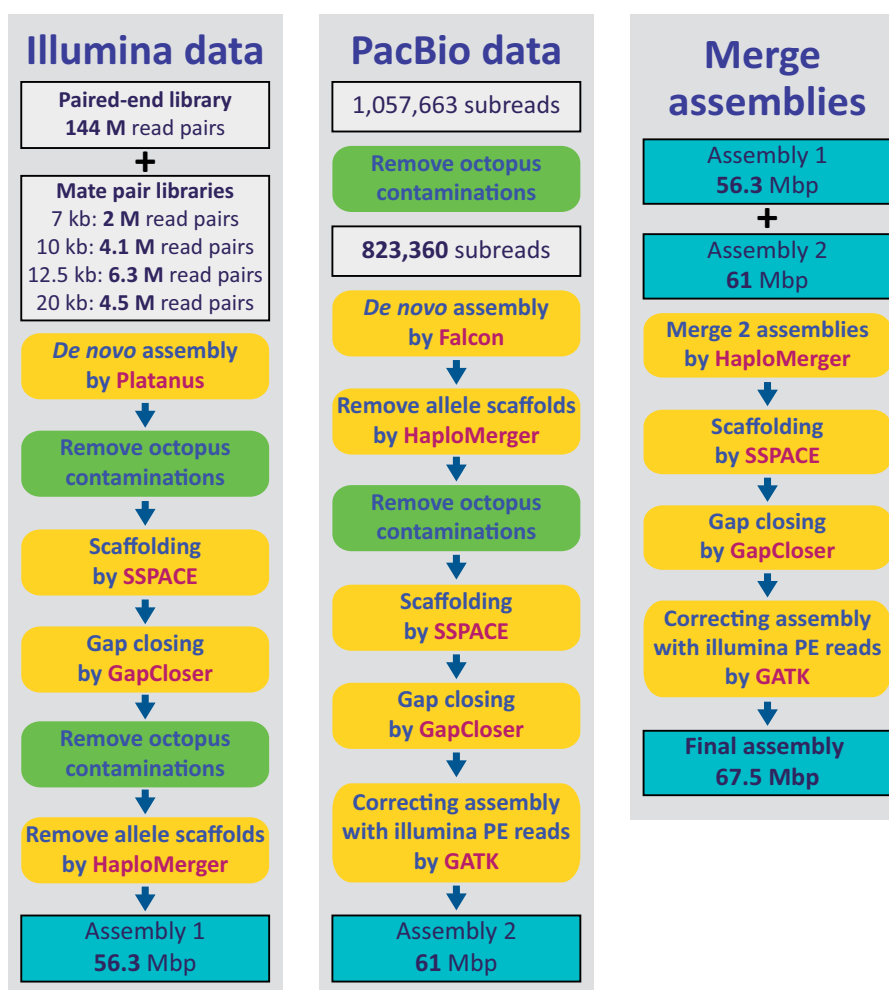 Illumina data
Paired-end library
144 M read pairs
+
Mate pair libraries
7 kb: 2 M read pairs
10 kb: 4.1 M read pairs
12.5 kb: 6.3 M read pairs
20 kb: 4.5 M read pairs
De novo assembly
by Platanus
Remove octopus
contaminations
Scaffolding
by SSPACE
Gap closing
by GapCloser
Remove octopus
contaminations
Remove allele scaffolds
by HaploMerger
Assembly 1
56.3 Mbp
PacBio data
1,057,663 subreads
Remove octopus
contaminations
823,360 subreads
De novo assembly
by Falcon
Remove allele scaffolds
by HaploMerger
Remove octopus
contaminations
Scaffolding
by SSPACE
Gap closing
by GapCloser
Correcting assembly
with illumina PE reads
by GATK
Assembly 2
61 Mbp
Merge
assemblies
Assembly 1
56.3 Mbp
+
Assembly 2
61 Mbp
Merge 2 assemblies
by HaploMerger
Scaffolding
by SSPACE
Gap closing
by GapCloser
Correcting assembly
with illumina PE reads
by GATK
Final assembly
67.5 Mbp